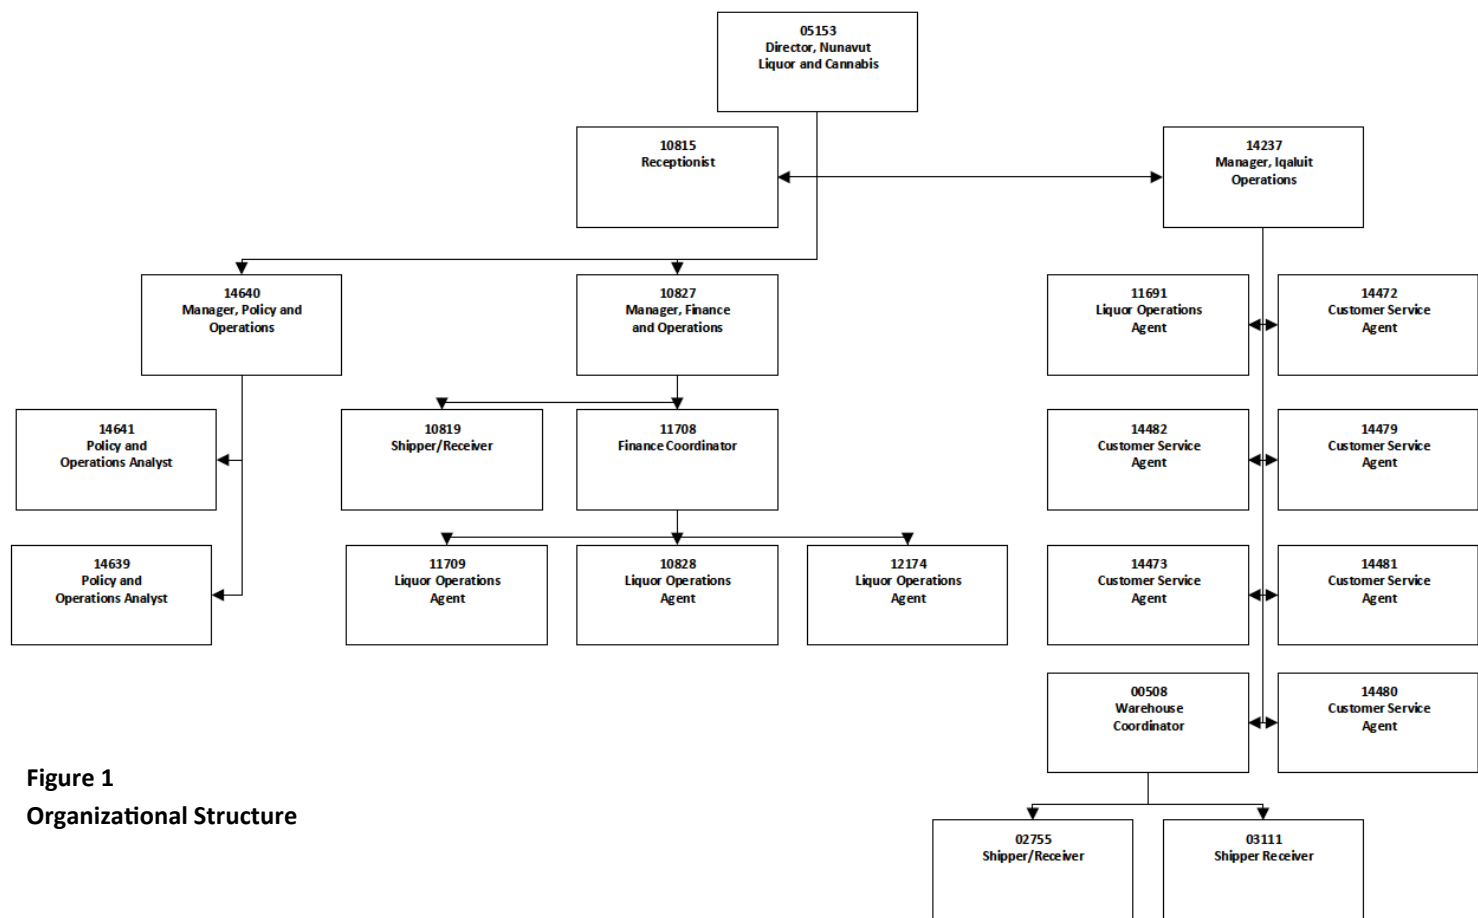 05153
Director, Nunavut
Liquor and Cannabis
10815
Receptionist
14237
Manager, Iqaluit
Operations
14640
Manager, Policy and
Operations
10827
Manager, Finance
and Operations
11691
Liquor Operations
Agent
14472
Customer Service
Agent
14641
Policy and
Operations Analyst
10819
Shipper/Receiver
11708
Finance Coordinator
14482
Customer Service
Agent
14479
Customer Service
Agent
14639
Policy and
Operations Analyst
11709
Liquor Operations
Agent
10828
Liquor Operations
Agent
12174
Liquor Operations
Agent
14473
Customer Service
Agent
14481
Customer Service
Agent
00508
Warehouse
Coordinator
14480
Customer Service
Agent
Figure 1
Organizational Structure
02755
Shipper/Receiver
03111
Shipper Receiver